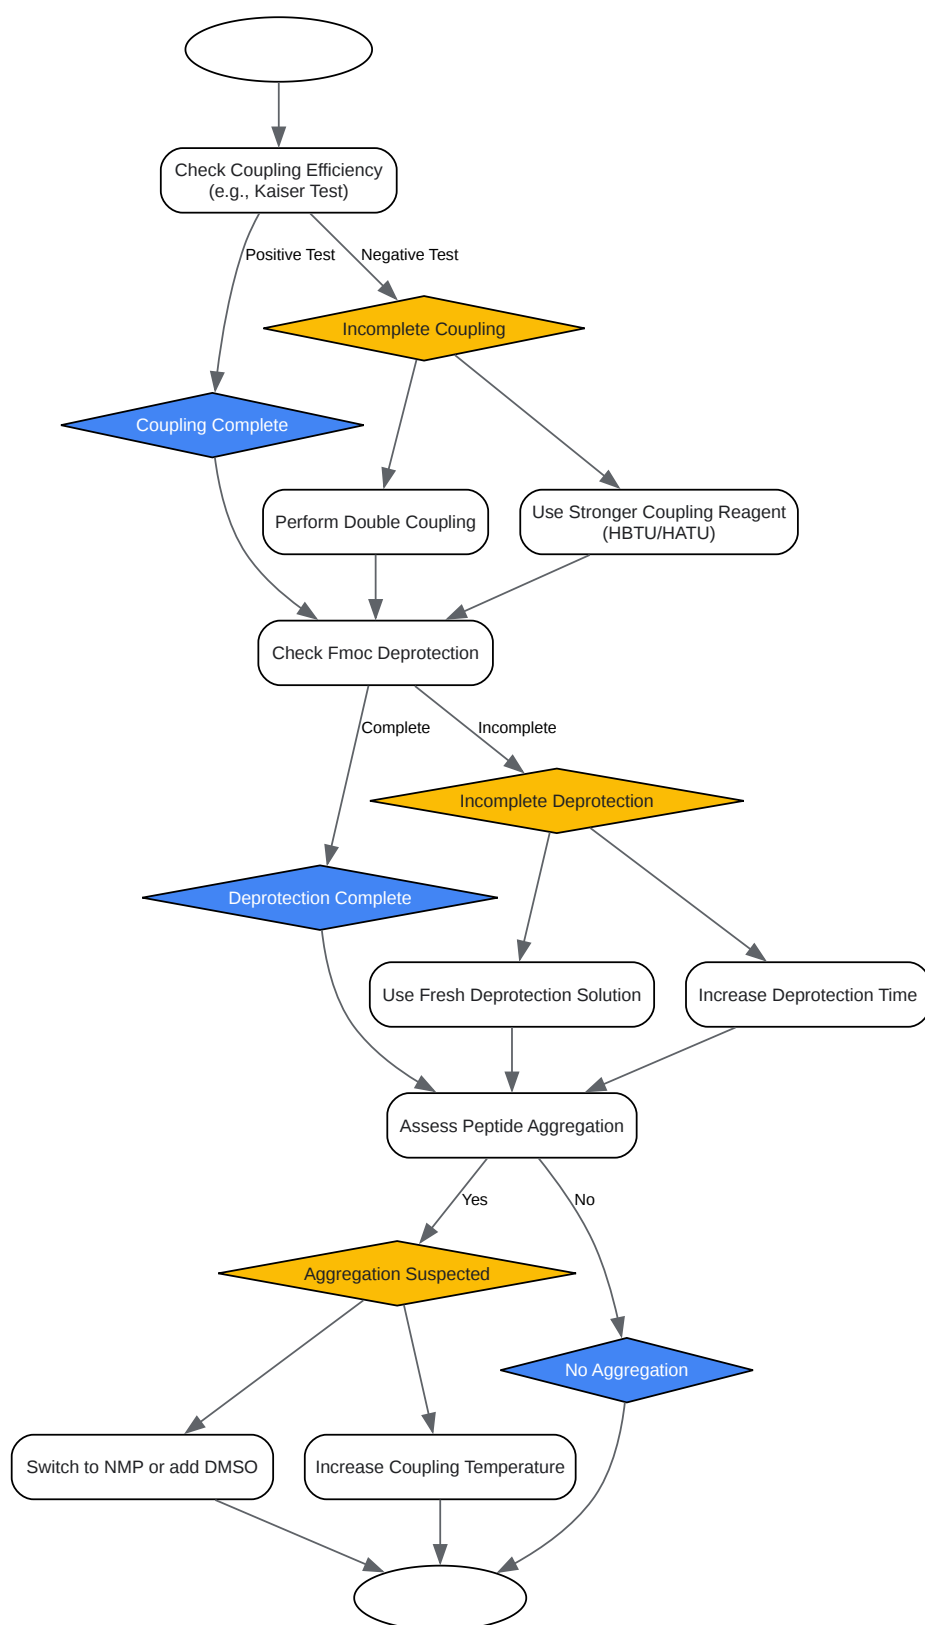 Check Coupling Efficiency
(e.g., Kaiser Test)
Positive Test
Negative Test
Incomplete Coupling
Coupling Complete
Perform Double Coupling
Use Stronger Coupling Reagent
(HBTU/HATU)
Check Fmoc Deprotection
Complete
Incomplete
Incomplete Deprotection
Deprotection Complete
Use Fresh Deprotection Solution
Increase Deprotection Time
Assess Peptide Aggregation
Yes
No
Aggregation Suspected
No Aggregation
Switch to NMP or add DMSO
Increase Coupling Temperature